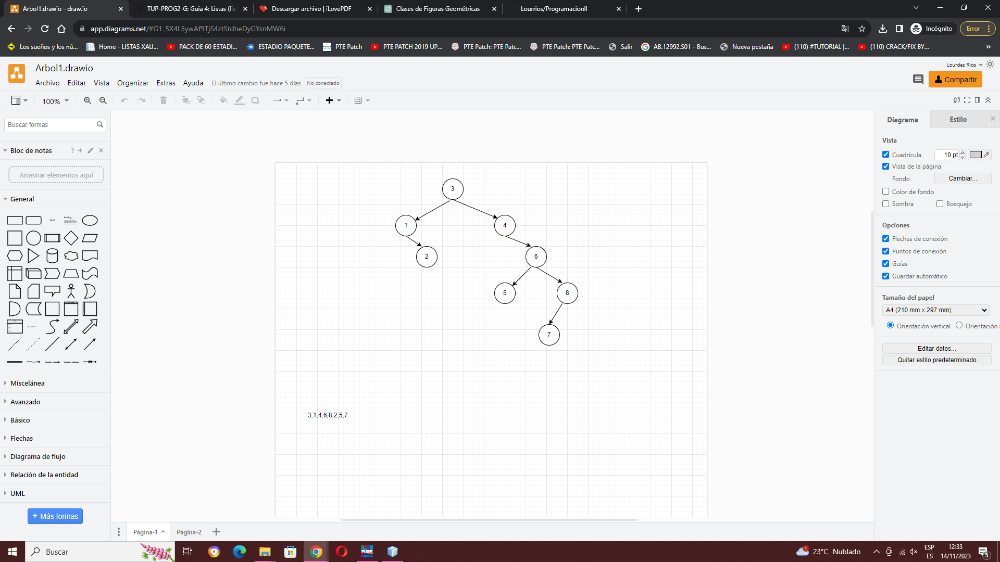 Arbol1.drawio - draw.io
TUP-PROG2-G: Guia 4: Listas (lis
Descargar archivo | iLovePDF
Clases de Figuras Geométricas
Lourrios/ProgramacionII
app.diagrams.net/#G1_5X4L5ywAf9TjS4ztStdheDyGYsnMW6i
Incógnito
Error
Los sueños y los nú...
Home - LISTAS XAU...
PACK DE 60 ESTADI...
ESTADIO PAQUETE...
PTE Patch
PTE PATCH 2019 UP...
PTE Patch: PTE Patc...
PTE Patch: PTE Patc...
Salir
AB.12992.S01 - Bus...
Nueva pestaña
(110) #TUTORIAL |...
(110) CRACK/FIX BY...
»
Arbol1.drawio
Lourdes Rios
Archivo
Editar
Vista
Organizar
Extras
Ayuda
El último cambio fue hace 5 días
No conectado
Compartir
100%
Buscar formas
Bloc de notas
?
Arrastrar elementos aquí
General
Text
Heading
List Item
Miscelánea
Avanzado
Básico
Flechas
Diagrama de flujo
Relación de la entidad
UML
+ Más formas
3
1
4
2
6
5
8
7
3,1,4,6,8,2,5,7
Diagrama
Estilo
Vista
Cuadrícula
10 pt
Vista de la página
Fondo
Cambiar...
Color de fondo
Sombra
Bosquejo
Opciones
Flechas de conexión
Puntos de conexión
Guías
Guardar automático
Tamaño del papel
A4 (210 mm x 297 mm)
Orientación vertical
Orientación
Editar datos...
Quitar estilo predeterminado
Página-1
Página-2
Buscar
1
23°C Nublado
ESP
ES
12:33
14/11/2023
5